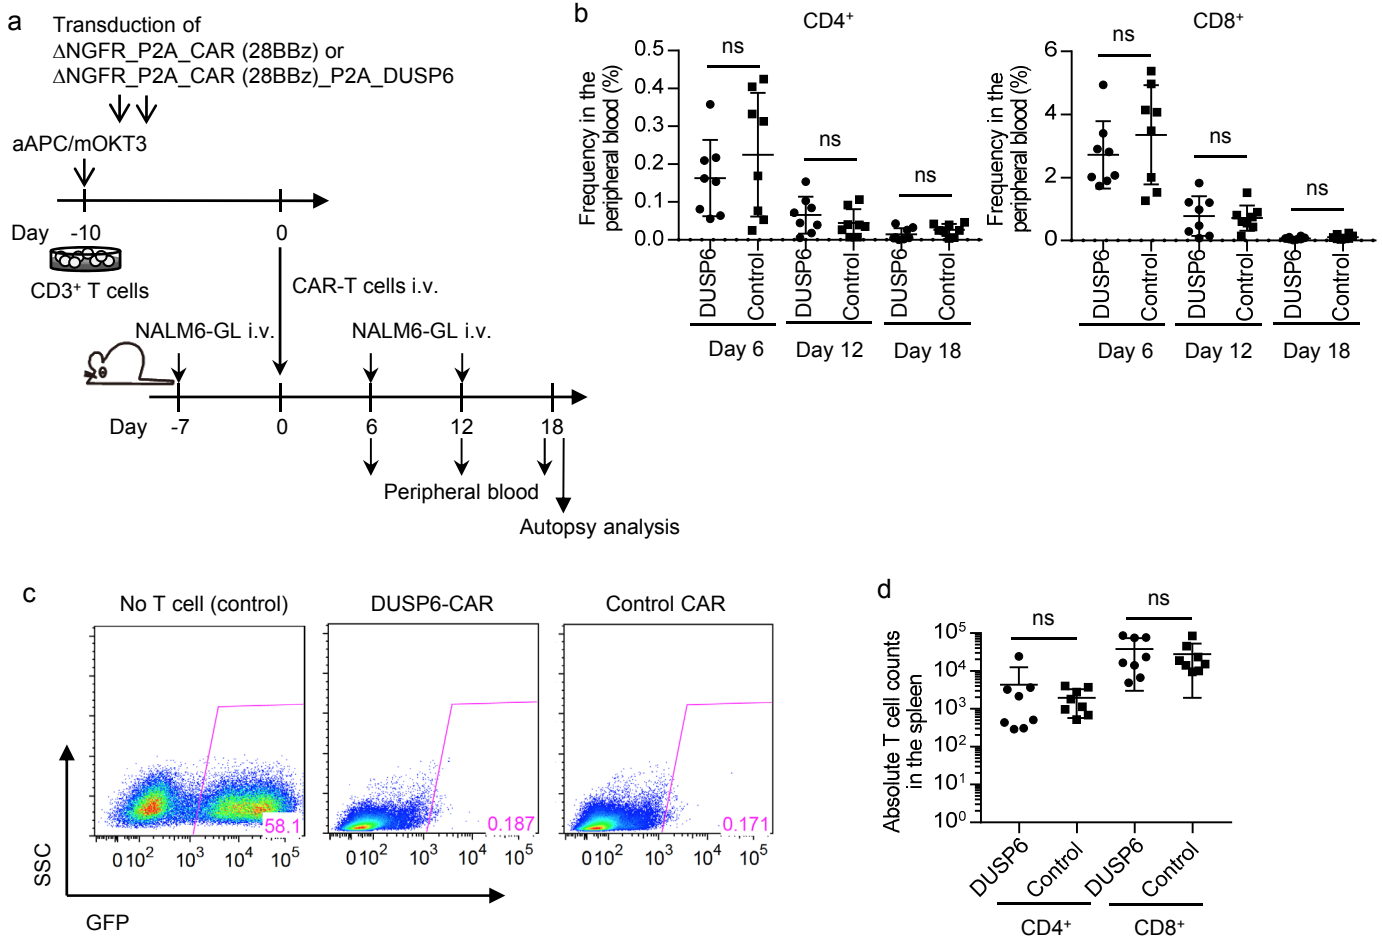 a
Transduction of
ΔNGFR_P2A_CAR (28BBz) or
ΔNGFR_P2A_CAR (28BBz)_P2A_DUSP6
aAPC/mOKT3
Day -10 0
CD3⁺ T cells
CAR-T cells i.v.
NALM6-GL i.v. NALM6-GL i.v.
Day -7 0 6 12 18
Peripheral blood
Autopsy analysis
b
CD4⁺
Frequency in the
peripheral blood (%)
0.5
0.4
0.3
0.2
0.1
0.0
ns ns ns
DUSP6 Control DUSP6 Control DUSP6 Control
Day 6 Day 12 Day 18
CD8⁺
Frequency in the
peripheral blood (%)
6
4
2
0
ns ns ns
DUSP6 Control DUSP6 Control DUSP6 Control
Day 6 Day 12 Day 18
c
No T cell (control) DUSP6-CAR Control CAR
58.1 0.187 0.171
0 10² 10³ 10⁴ 10⁵ 0 10² 10³ 10⁴ 10⁵ 0 10² 10³ 10⁴ 10⁵
SSC
GFP
d
Absolute T cell counts
in the spleen
10⁵
10⁴
10³
10²
10¹
10⁰
ns ns
DUSP6 Control DUSP6 Control
CD4⁺ CD8⁺